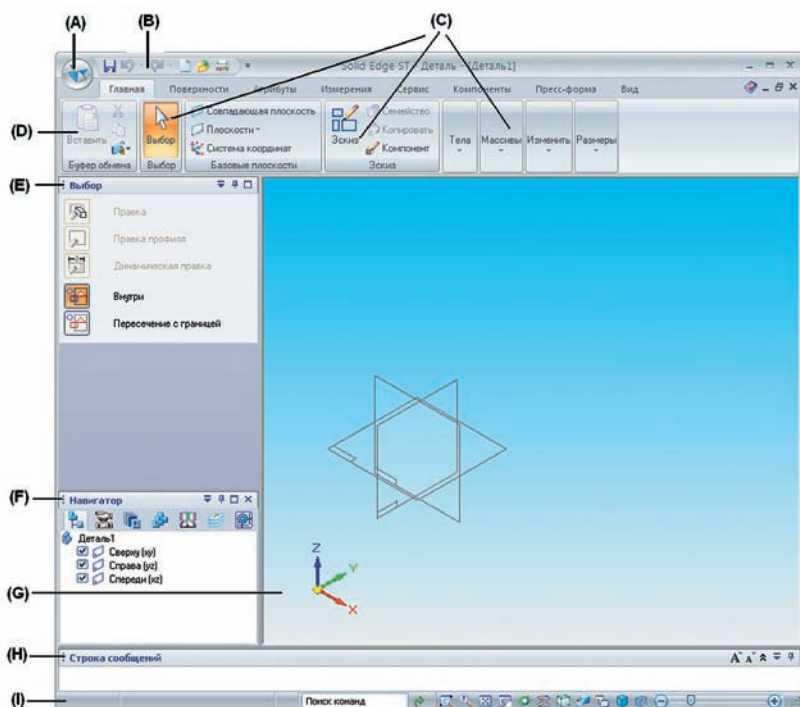 (A)
(B)
(C)
Solid Edge ST - Деталь - [Деталь1]
Главная Поверхности Атрибуты Измерения Сервис Компоненты Пресс-форма Вид
(D)
Вставить
Буфер обмена
Выбор
Выбор
Совпадающая плоскость
Плоскости
Система координат
Базовые плоскости
Эскиз
Семейство
Копировать
Компонент
Эскиз
Тела
Массивы
Изменить
Размеры
(E)
Выбор
Правка
Правка профиля
Динамическая правка
Внутри
Пересечение с границей
(F)
Навигатор
Деталь1
Сверху (xy)
Справа (yz)
Спереди (xz)
(G)
Z
Y
X
(H)
Строка сообщений
(I)
Поиск команд